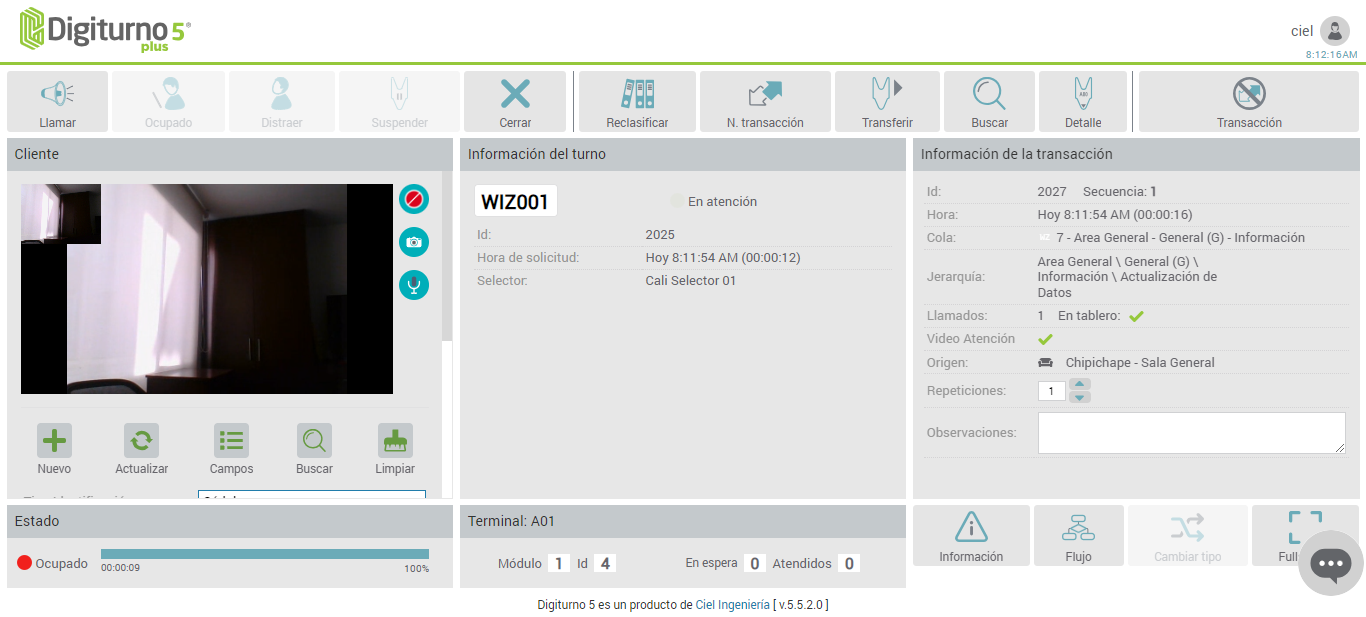 Digiturno 5®
plus
ciel
8:12:16AM
Llamar
Ocupado
Distraer
Suspender
Cerrar
Reclasificar
N. transacción
Transferir
Buscar
Detalle
Transacción
Cliente
Nuevo
Actualizar
Campos
Buscar
Limpiar
Información del turno
WIZ001
En atención
Id: 2025
Hora de solicitud: Hoy 8:11:54 AM (00:00:12)
Selector: Cali Selector 01
Información de la transacción
Id: 2027 Secuencia: 1
Hora: Hoy 8:11:54 AM (00:00:16)
Cola: 7 - Area General - General (G) - Información
Jerarquía: Area General \ General (G) \
Información \ Actualización de
Datos
Llamados: 1 En tablero:
Video Atención
Origen: Chipichape - Sala General
Repeticiones: 1
Observaciones:
Estado
Ocupado
00:00:09
100%
Terminal: A01
Módulo 1 Id 4 En espera 0 Atendidos 0
Información
Flujo
Cambiar tipo
Full
Digiturno 5 es un producto de Ciel Ingeniería [ v.5.5.2.0 ]